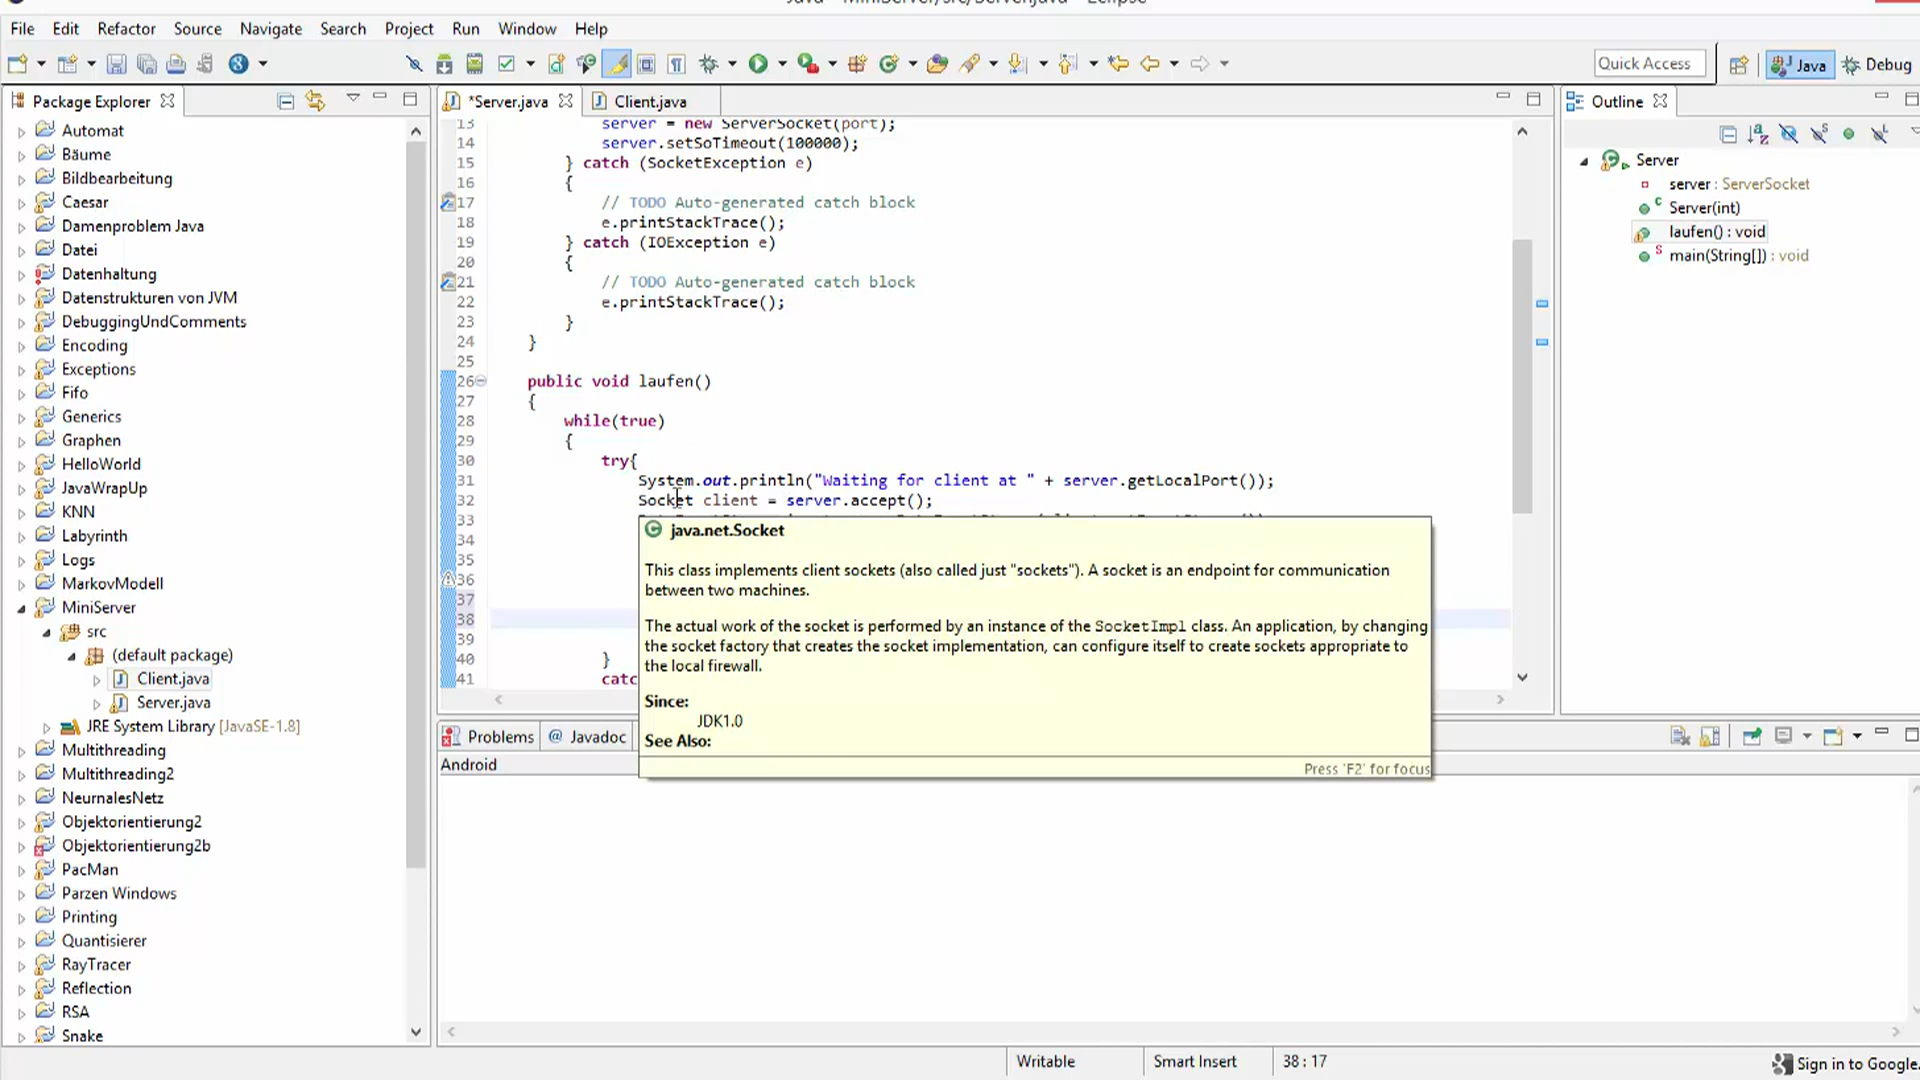 Java - MiniServer/src/Server.java - Eclipse
File Edit Refactor Source Navigate Search Project Run Window Help
Quick Access
Java
Debug
Package Explorer
Automat
Bäume
Bildbearbeitung
Caesar
Damenproblem Java
Datei
Datenhaltung
Datenstrukturen von JVM
DebuggingUndComments
Encoding
Exceptions
Fifo
Generics
Graphen
HelloWorld
JavaWrapUp
KNN
Labyrinth
Logs
MarkovModell
MiniServer
src
(default package)
Client.java
Server.java
JRE System Library [JavaSE-1.8]
Multithreading
Multithreading2
NeurnalesNetz
Objektorientierung2
Objektorientierung2b
PacMan
Parzen Windows
Printing
Quantisierer
RayTracer
Reflection
RSA
Snake
*Server.java
Client.java
13 server = new ServerSocket(port);
14 server.setSoTimeout(100000);
15 } catch (SocketException e)
16 {
17 // TODO Auto-generated catch block
18 e.printStackTrace();
19 } catch (IOException e)
20 {
21 // TODO Auto-generated catch block
22 e.printStackTrace();
23 }
24 }
25
26 public void laufen()
27 {
28 while(true)
29 {
30 try{
31 System.out.println("Waiting for client at " + server.getLocalPort());
32 Socket client = server.accept();
33
34
35
36
37
38
39
40 }
41 catc
java.net.Socket
This class implements client sockets (also called just "sockets"). A socket is an endpoint for communication
between two machines.
The actual work of the socket is performed by an instance of the SocketImpl class. An application, by changing
the socket factory that creates the socket implementation, can configure itself to create sockets appropriate to
the local firewall.
Since:
JDK1.0
See Also:
Press 'F2' for focus
Outline
Server
server : ServerSocket
Server(int)
laufen() : void
main(String[]) : void
Problems
@ Javadoc
Android
Writable
Smart Insert
38 : 17
Sign in to Google.